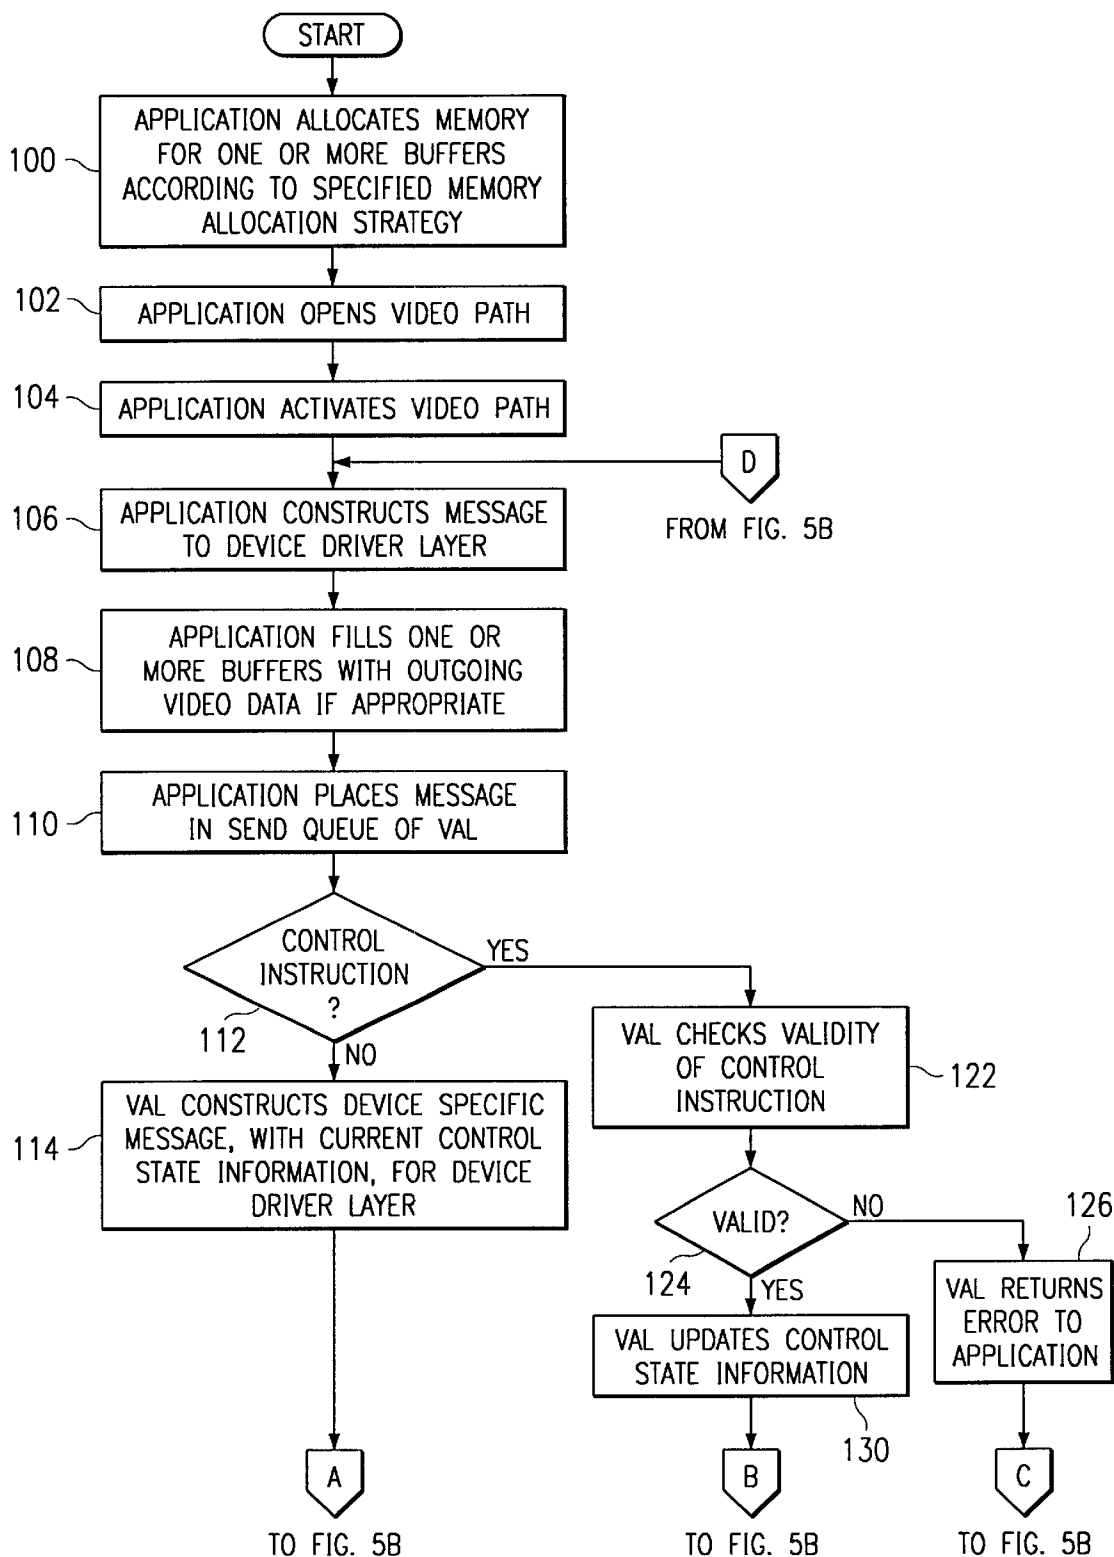 START
APPLICATION ALLOCATES MEMORY
FOR ONE OR MORE BUFFERS
ACCORDING TO SPECIFIED MEMORY
ALLOCATION STRATEGY
100
102
APPLICATION OPENS VIDEO PATH
104
APPLICATION ACTIVATES VIDEO PATH
D
FROM FIG. 5B
106
APPLICATION CONSTRUCTS MESSAGE
TO DEVICE DRIVER LAYER
108
APPLICATION FILLS ONE OR
MORE BUFFERS WITH OUTGOING
VIDEO DATA IF APPROPRIATE
110
APPLICATION PLACES MESSAGE
IN SEND QUEUE OF VAL
CONTROL
INSTRUCTION
?
112
YES
NO
VAL CHECKS VALIDITY
OF CONTROL
INSTRUCTION
122
114
VAL CONSTRUCTS DEVICE SPECIFIC
MESSAGE, WITH CURRENT CONTROL
STATE INFORMATION, FOR DEVICE
DRIVER LAYER
VALID?
124
NO
YES
126
VAL RETURNS
ERROR TO
APPLICATION
VAL UPDATES CONTROL
STATE INFORMATION
130
A
TO FIG. 5B
B
TO FIG. 5B
C
TO FIG. 5B